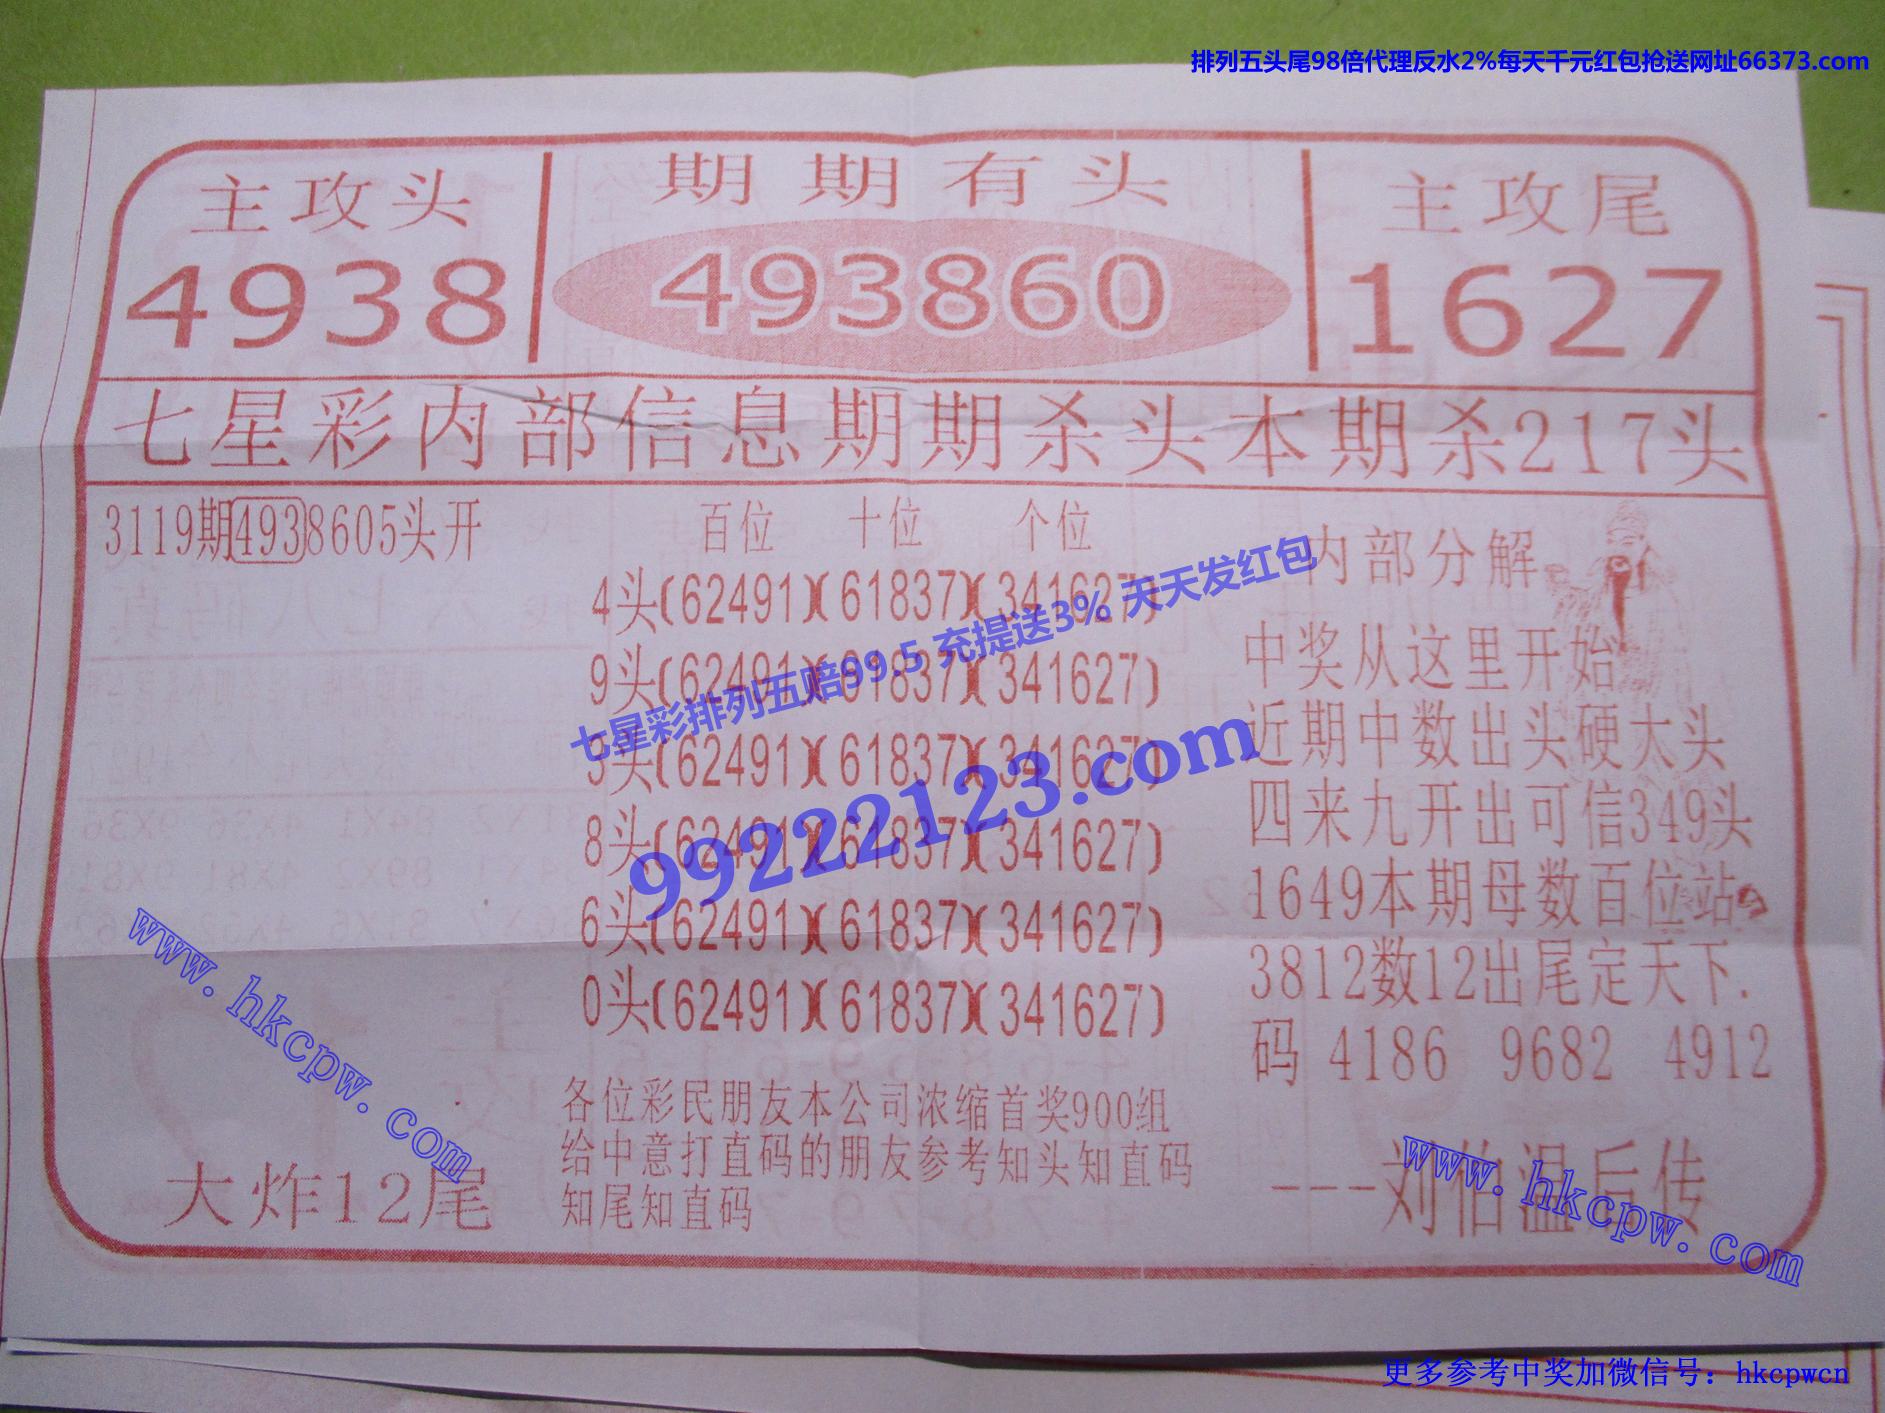 排列五头尾98倍代理反水2%每天千元红包抢送网址66373.com
主攻头
4938
期期有头
493860
主攻尾
1627
七星彩内部信息期期杀头本期杀217头
3119期4938605头开
百位 十位 个位
4头(62491)(61837)(341627)
9头(62491)(61837)(341627)
3头(62491)(61837)(341627)
8头(62491)(61837)(341627)
6头(62491)(61837)(341627)
0头(62491)(61837)(341627)
内部分解
中奖从这里开始
近期中数出头硬太头
四来九开出可信349头
1649本期母数百位站
3812数12出尾定天下.
码 4186 9682 4912
---刘伯温后传
各位彩民朋友本公司浓缩首奖900组
给中意打直码的朋友参考知头知直码
知尾知直码
大炸12尾
七星彩排列五赔99.5 充提送3% 天天发红包
99222123.com
www.hkcpw.com
www.hkcpw.com
更多参考中奖加微信号：hkcpwcn